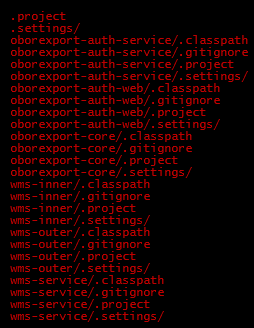 .project
.settings/
oborexport-auth-service/.classpath
oborexport-auth-service/.gitignore
oborexport-auth-service/.project
oborexport-auth-service/.settings/
oborexport-auth-web/.classpath
oborexport-auth-web/.gitignore
oborexport-auth-web/.project
oborexport-auth-web/.settings/
oborexport-core/.classpath
oborexport-core/.gitignore
oborexport-core/.project
oborexport-core/.settings/
wms-inner/.classpath
wms-inner/.gitignore
wms-inner/.project
wms-inner/.settings/
wms-outer/.classpath
wms-outer/.gitignore
wms-outer/.project
wms-outer/.settings/
wms-service/.classpath
wms-service/.gitignore
wms-service/.project
wms-service/.settings/